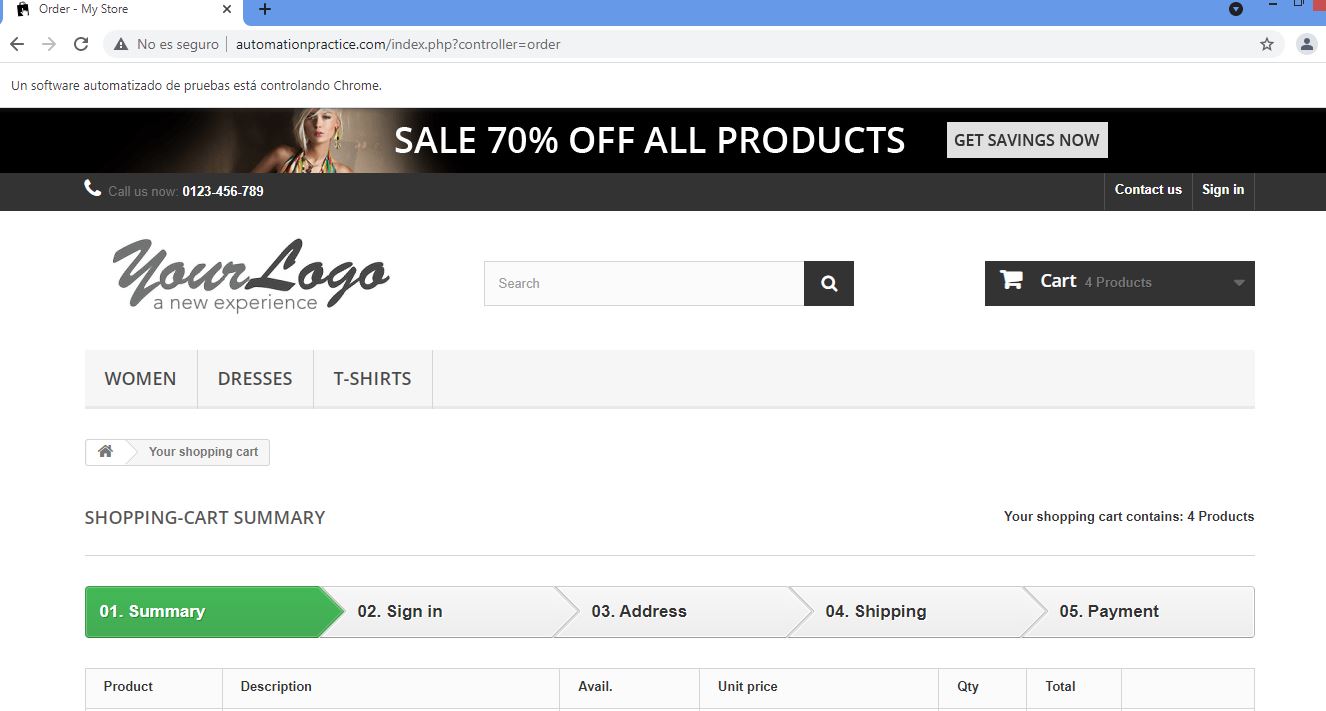 Order - My Store
No es seguro | automationpractice.com/index.php?controller=order
Un software automatizado de pruebas está controlando Chrome.
SALE 70% OFF ALL PRODUCTS GET SAVINGS NOW
Call us now: 0123-456-789 Contact us Sign in
Your Logo
a new experience
Search
Cart 4 Products
WOMEN DRESSES T-SHIRTS
Your shopping cart
SHOPPING-CART SUMMARY Your shopping cart contains: 4 Products
01. Summary 02. Sign in 03. Address 04. Shipping 05. Payment
Product Description Avail. Unit price Qty Total